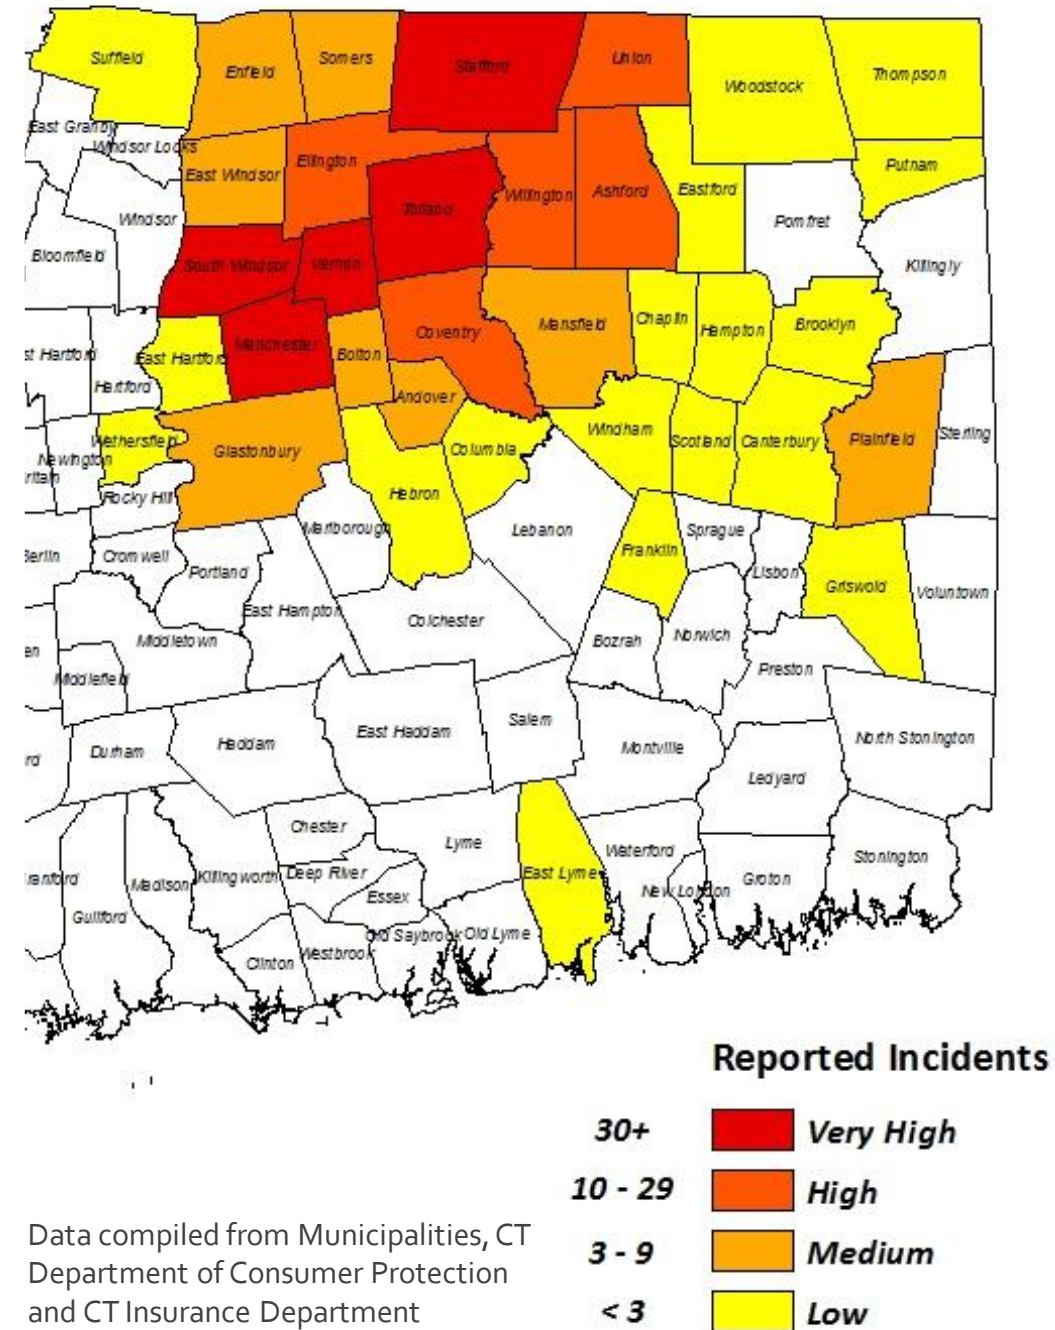 Suffield
Enfield
Somers
Stafford
Union
Woodstock
Thompson
East Granby
Windsor Locks
East Windsor
Ellington
Tolland
Willington
Ashford
Eastford
Putnam
Pomfret
Windsor
Bloomfield
South Windsor
Vernon
Killingly
st Hartford
Hartford
East Hartford
Manchester
Bolton
Coventry
Mansfield
Chaplin
Hampton
Brooklyn
Andover
Newington
Wethersfield
Glastonbury
Columbia
Windham
Scotland
Canterbury
Plainfield
Sterling
ritain
Rocky Hill
Hebron
Marlborough
Lebanon
Franklin
Sprague
Lisbon
Griswold
Voluntown
Berlin
Cromwell
Portland
East Hampton
Colchester
Bozrah
Norwich
Preston
en
Middletown
Middlefield
rd
Durham
Haddam
East Haddam
Salem
Montville
Ledyard
North Stonington
Chester
Lyme
East Lyme
Waterford
New London
Groton
Stonington
ranford
Guilford
Madison
Killingworth
Deep River
Essex
Clinton
Westbrook
Old Saybrook
Old Lyme
Reported Incidents
30+ Very High
10 - 29 High
3 - 9 Medium
< 3 Low
Data compiled from Municipalities, CT
Department of Consumer Protection
and CT Insurance Department